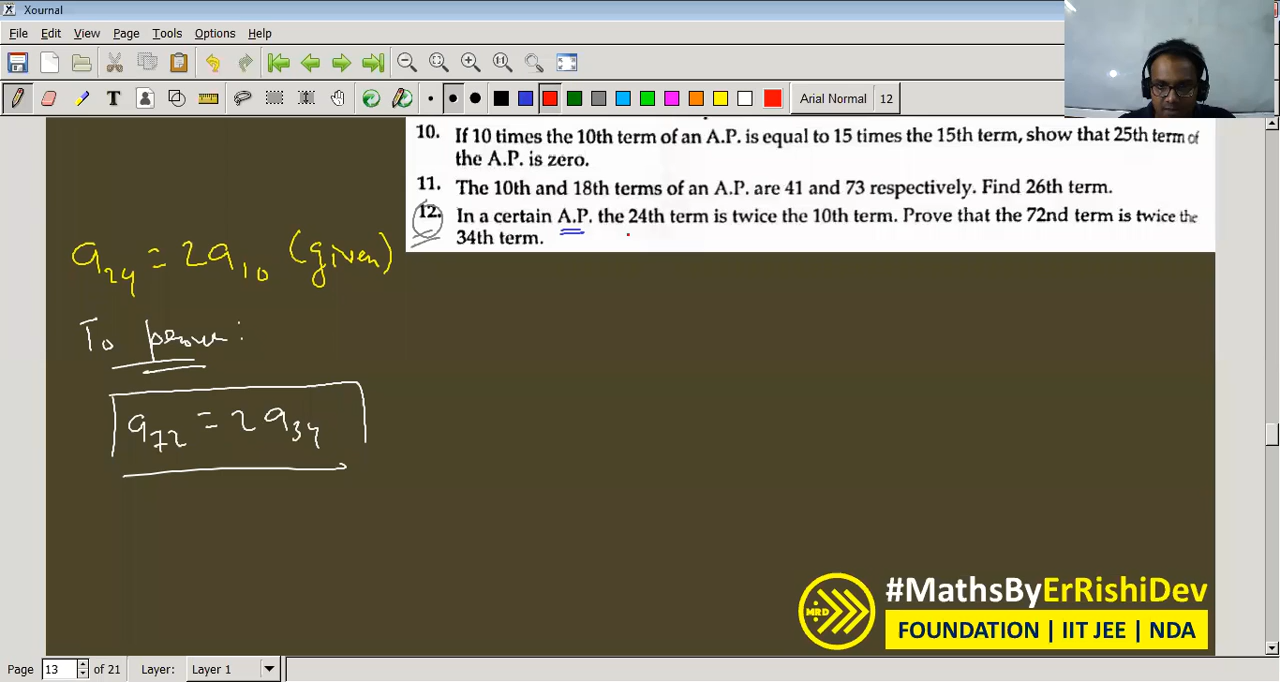 Xournal
File Edit View Page Tools Options Help
Arial Normal 12
10. If 10 times the 10th term of an A.P. is equal to 15 times the 15th term, show that 25th term of
the A.P. is zero.
11. The 10th and 18th terms of an A.P. are 41 and 73 respectively. Find 26th term.
12. In a certain A.P. the 24th term is twice the 10th term. Prove that the 72nd term is twice the
34th term.
a₂₄ = 2a₁₀ (given)
To prove:
a₇₂ = 2a₃₄
#MathsByErRishiDev
MRD
FOUNDATION | IIT JEE | NDA
Page 13 of 21 Layer: Layer 1